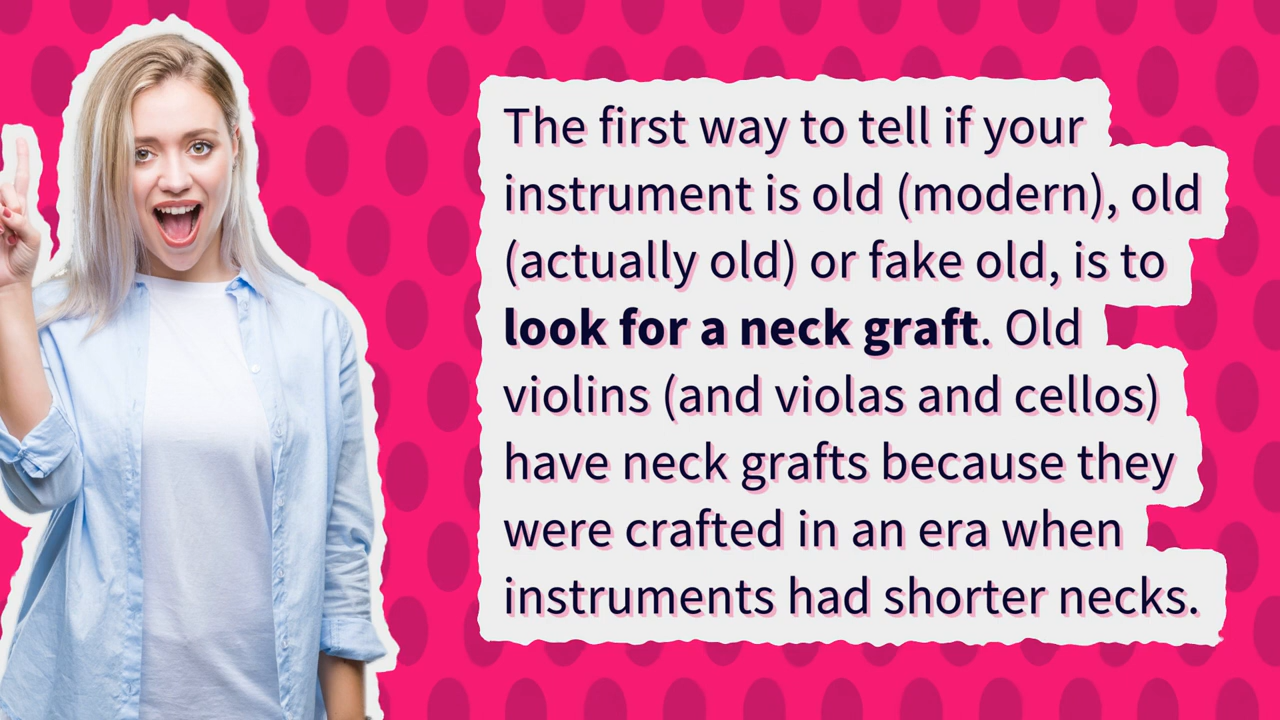 The first way to tell if your
instrument is old (modern), old
(actually old) or fake old, is to
look for a neck graft. Old
violins (and violas and cellos)
have neck grafts because they
were crafted in an era when
instruments had shorter necks.